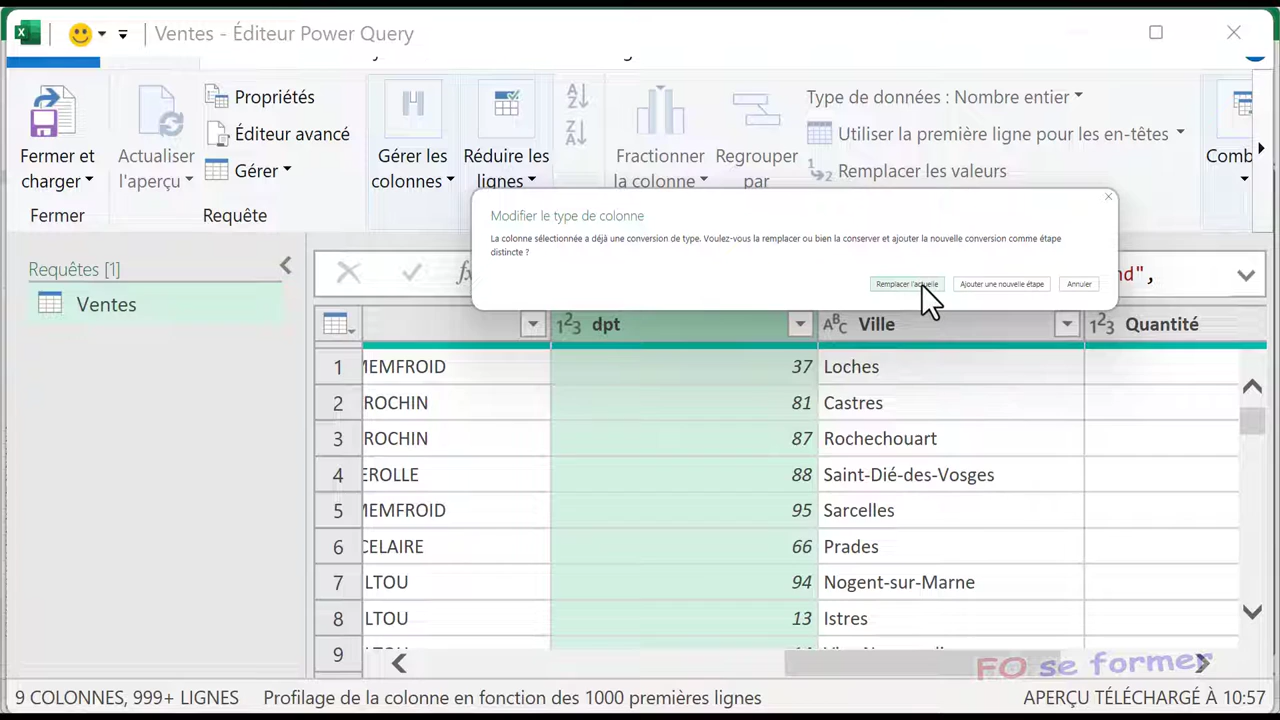 Ventes - Éditeur Power Query
Propriétés
Éditeur avancé
Gérer
Fermer et
charger
Actualiser
l'aperçu
Gérer les
colonnes
Réduire les
lignes
Fractionner
la colonne
Regrouper
par
Type de données : Nombre entier
Utiliser la première ligne pour les en-têtes
Remplacer les valeurs
Comb
Fermer
Requête
Modifier le type de colonne
La colonne sélectionnée a déjà une conversion de type. Voulez-vous la remplacer ou bien la conserver et ajouter la nouvelle conversion comme étape
distincte ?
Remplacer l'actuelle
Ajouter une nouvelle étape
Annuler
Requêtes [1]
Ventes
fx
nd",
123 dpt
ABC Ville
123 Quantité
1 MEMFROID 37 Loches
2 ROCHIN 81 Castres
3 ROCHIN 87 Rochechouart
4 EROLLE 88 Saint-Dié-des-Vosges
5 MEMFROID 95 Sarcelles
6 CELAIRE 66 Prades
7 LTOU 94 Nogent-sur-Marne
8 LTOU 13 Istres
9
FO se former
9 COLONNES, 999+ LIGNES
Profilage de la colonne en fonction des 1000 premières lignes
APERÇU TÉLÉCHARGÉ À 10:57